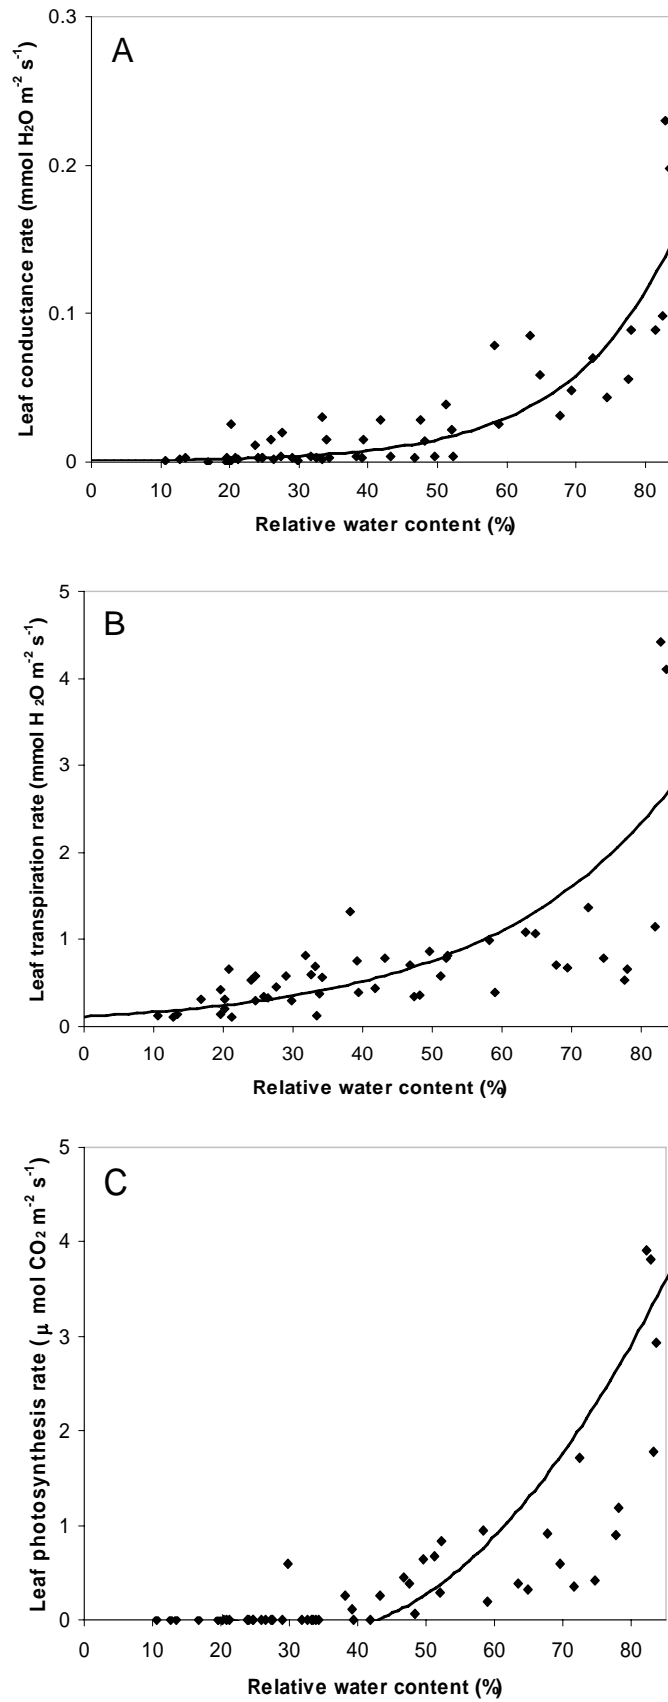 0.3
A
0.2
0.1
0
Leaf conductance rate (mmol H₂O m⁻² s⁻¹)
0 10 20 30 40 50 60 70 80
Relative water content (%)
5
B
4
3
2
1
0
Leaf transpiration rate (mmol H ₂O m⁻² s⁻¹)
0 10 20 30 40 50 60 70 80
Relative water content (%)
5
C
4
3
2
1
0
Leaf photosynthesis rate ( μ mol CO₂ m⁻² s⁻¹)
0 10 20 30 40 50 60 70 80
Relative water content (%)